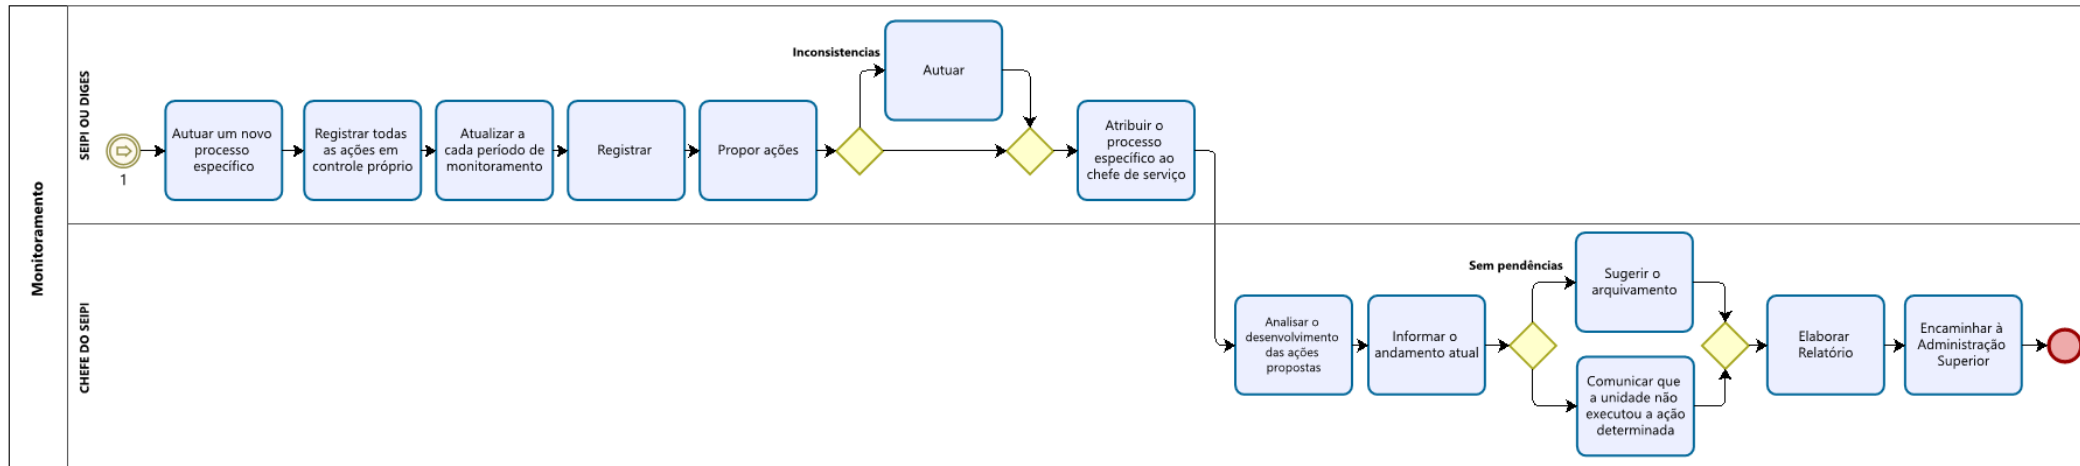 Monitoramento
SEIPI OU DIGES
1
Autuar um novo
processo
específico
Registrar todas
as ações em
controle próprio
Atualizar a
cada período de
monitoramento
Registrar
Propor ações
Inconsistencias
Autuar
Atribuir o
processo
específico ao
chefe de serviço
CHEFE DO SEIPI
Analisar o
desenvolvimento
das ações
propostas
Informar o
andamento atual
Sem pendências
Sugerir o
arquivamento
Comunicar que
a unidade não
executou a ação
determinada
Elaborar
Relatório
Encaminhar à
Administração
Superior